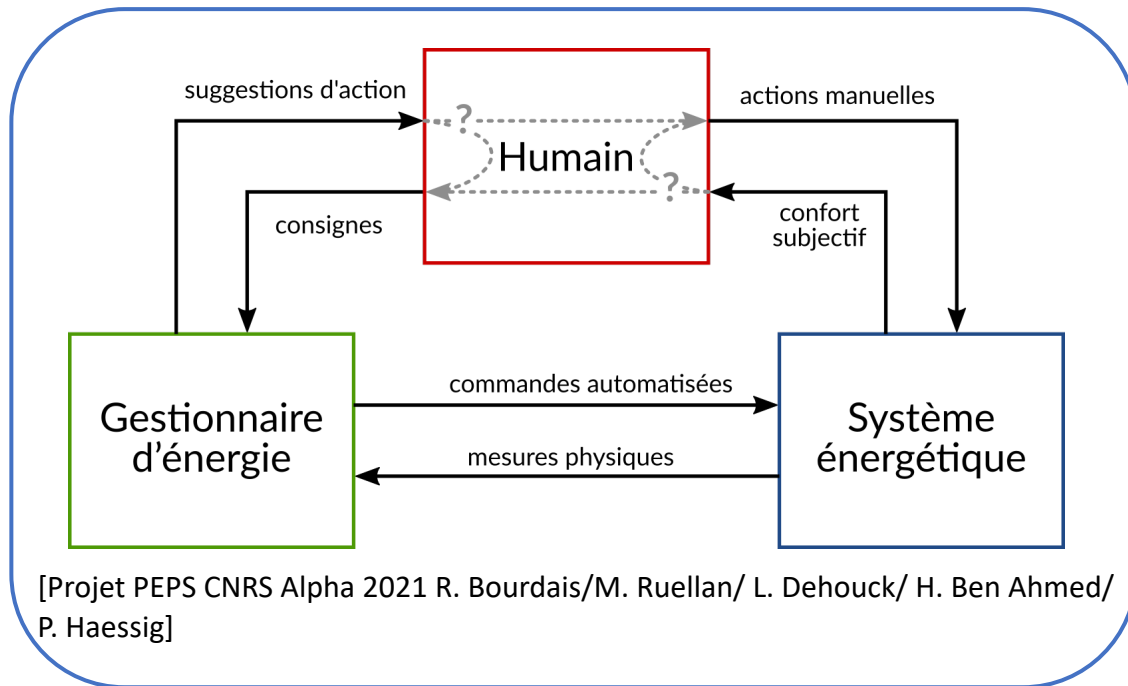 suggestions d'action
actions manuelles
?
Humain
?
consignes
confort
subjectif
commandes automatisées
Gestionnaire
d’énergie
Système
énergétique
mesures physiques
[Projet PEPS CNRS Alpha 2021 R. Bourdais/M. Ruellan/ L. Dehouck/ H. Ben Ahmed/
P. Haessig]